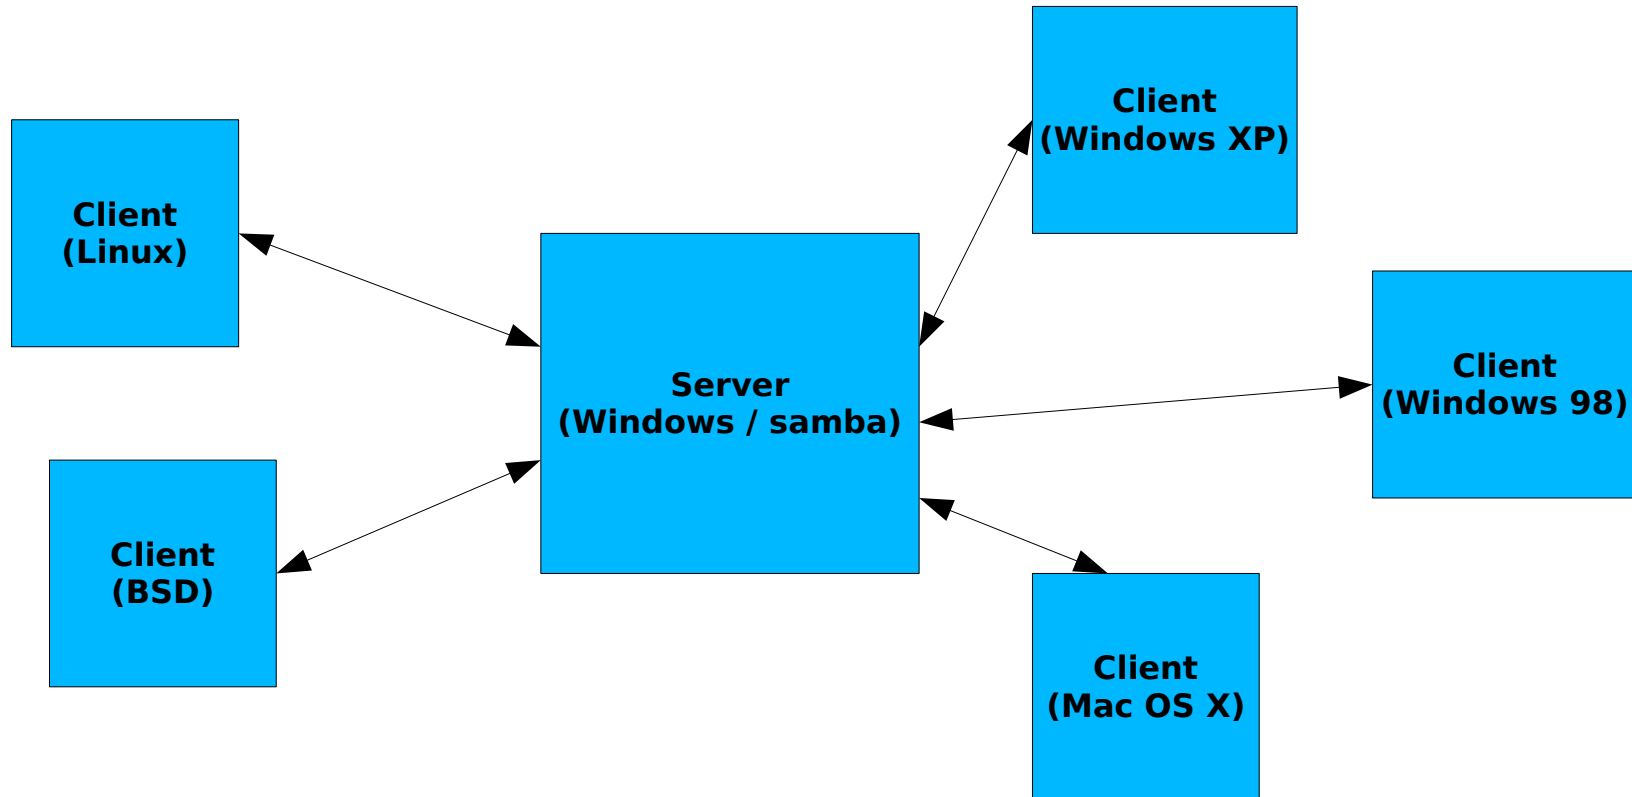 Client
(Windows XP)
Client
(Linux)
Server
(Windows / samba)
Client
(Windows 98)
Client
(BSD)
Client
(Mac OS X)